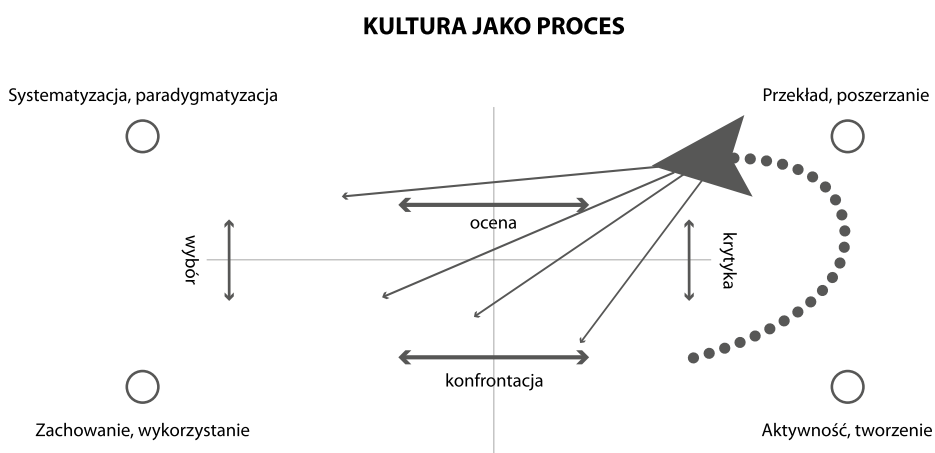 KULTURA JAKO PROCES
Systematyzacja, paradygmatyzacja
Przekład, poszerzanie
ocena
wybór
krytyka
konfrontacja
Zachowanie, wykorzystanie
Aktywność, tworzenie